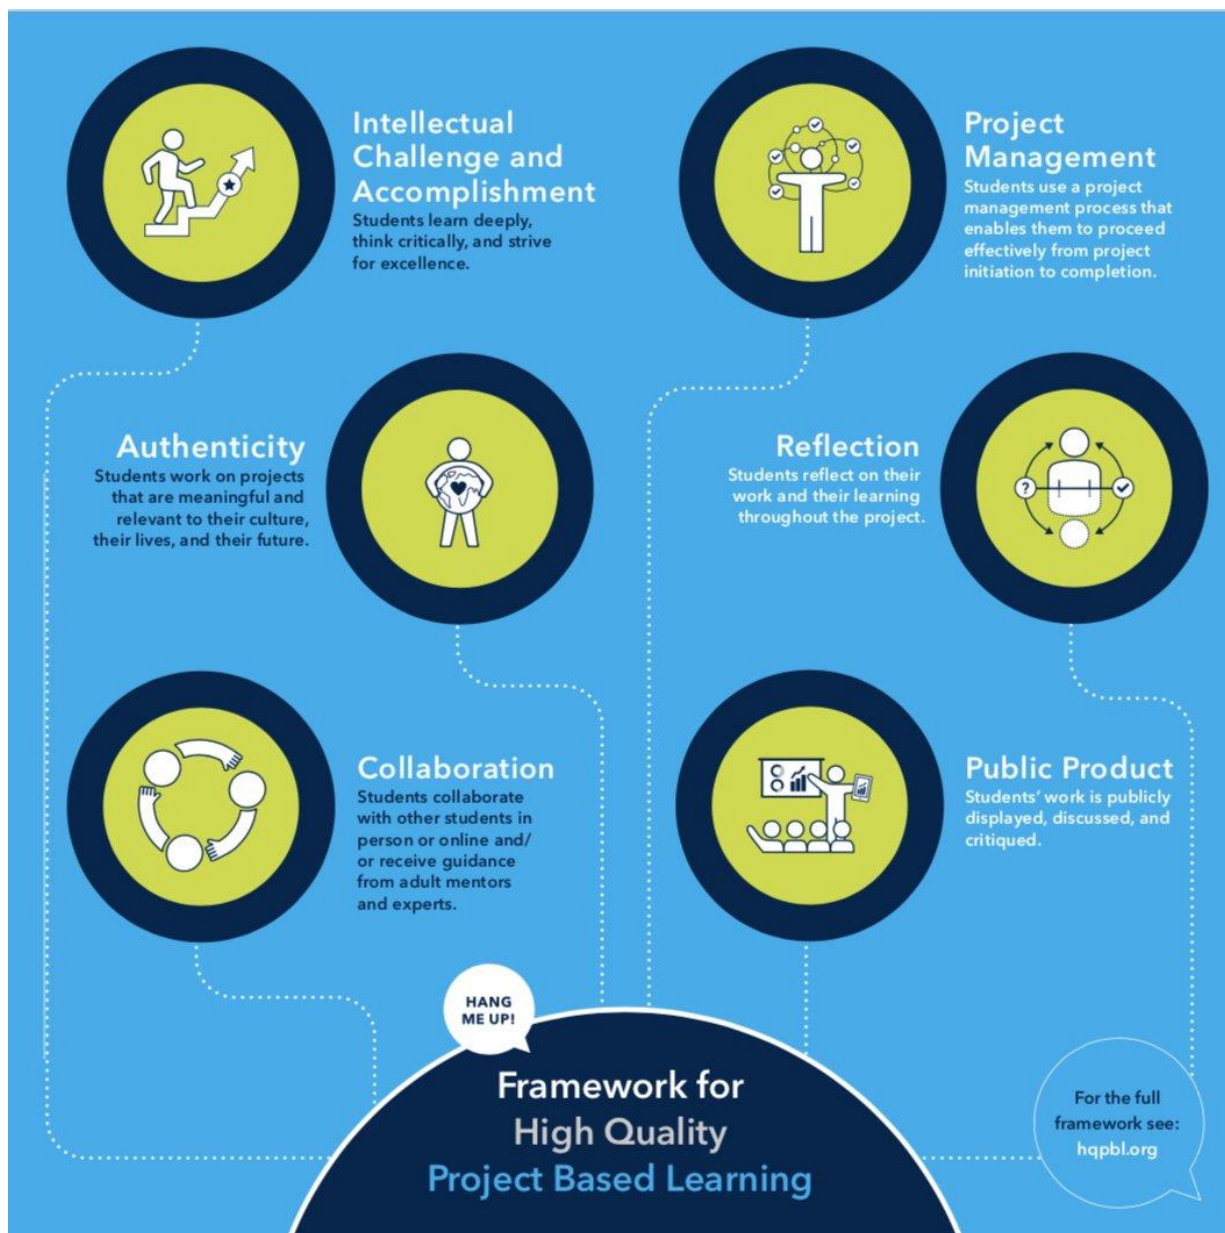 Intellectual
Challenge and
Accomplishment
Students learn deeply,
think critically, and strive
for excellence.
Project
Management
Students use a project
management process that
enables them to proceed
effectively from project
initiation to completion.
Authenticity
Students work on projects
that are meaningful and
relevant to their culture,
their lives, and their future.
Reflection
Students reflect on their
work and their learning
throughout the project.
?
Collaboration
Students collaborate
with other students in
person or online and/
or receive guidance
from adult mentors
and experts.
Public Product
Students' work is publicly
displayed, discussed, and
critiqued.
HANG
ME UP!
Framework for
High Quality
Project Based Learning
For the full
framework see:
hqpbl.org